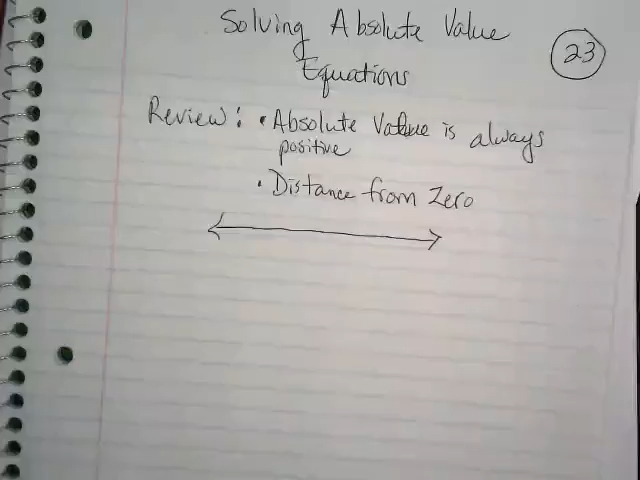 Solving Absolute Value
Equations
23
Review: • Absolute Value is always
positive
• Distance from Zero